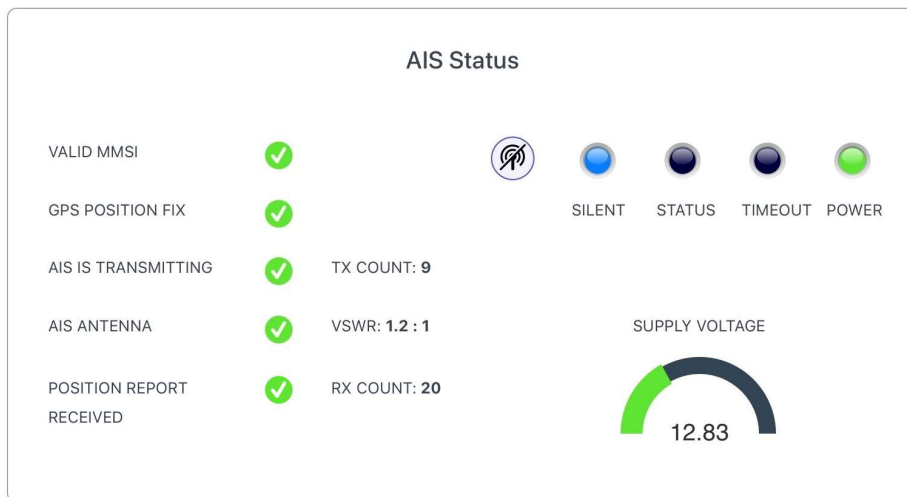 AIS Status
VALID MMSI
SILENT STATUS TIMEOUT POWER
GPS POSITION FIX
AIS IS TRANSMITTING TX COUNT: 9
AIS ANTENNA VSWR: 1.2 : 1
SUPPLY VOLTAGE
POSITION REPORT
RECEIVED
RX COUNT: 20
12.83